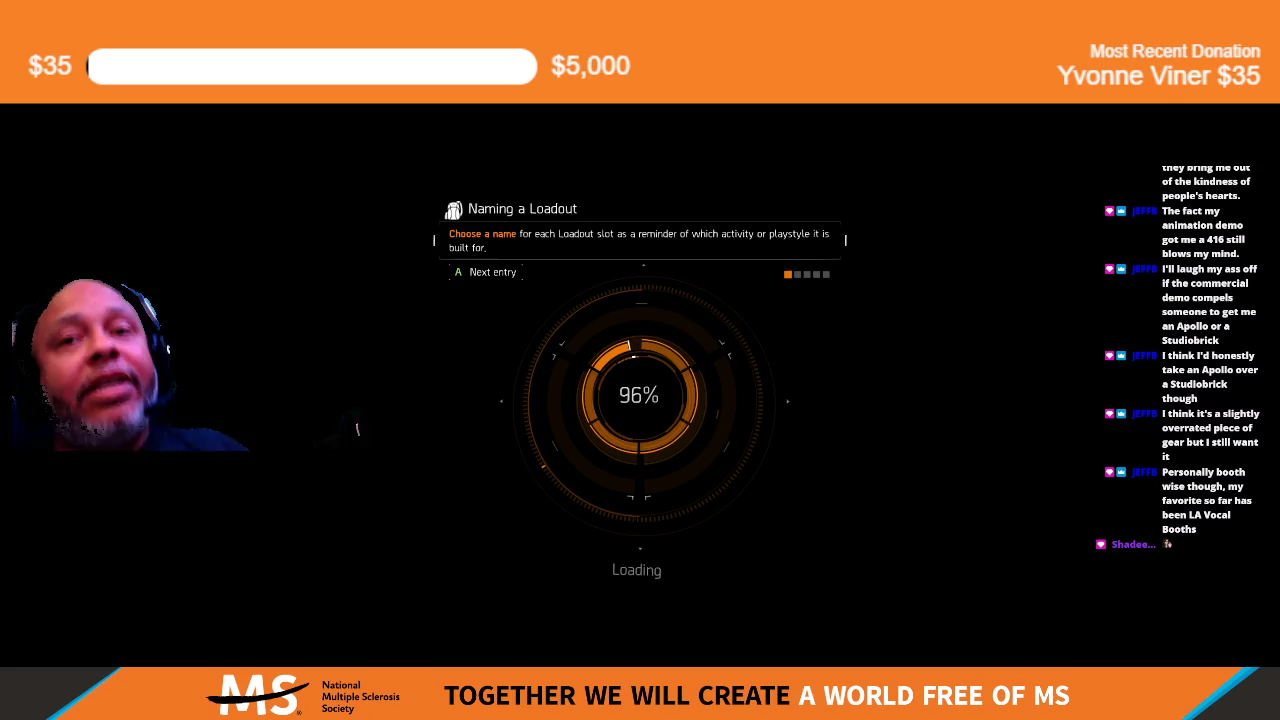 $35
$5,000
Most Recent Donation
Yvonne Viner $35
Naming a Loadout
Choose a name for each Loadout slot as a reminder of which activity or playstyle it is
built for.
A Next entry
96%
Loading
they bring me out
of the kindness of
people's hearts.
JEFFB The fact my
animation demo
got me a 416 still
blows my mind.
JEFFB I'll laugh my ass off
if the commercial
demo compels
someone to get me
an Apollo or a
Studiobrick
JEFFB I think I'd honestly
take an Apollo over
a Studiobrick
though
JEFFB I think it's a slightly
overrated piece of
gear but I still want
it
JEFFB Personally booth
wise though, my
favorite so far has
been LA Vocal
Booths
Shadee...
MS®
National
Multiple Sclerosis
Society
TOGETHER WE WILL CREATE A WORLD FREE OF MS